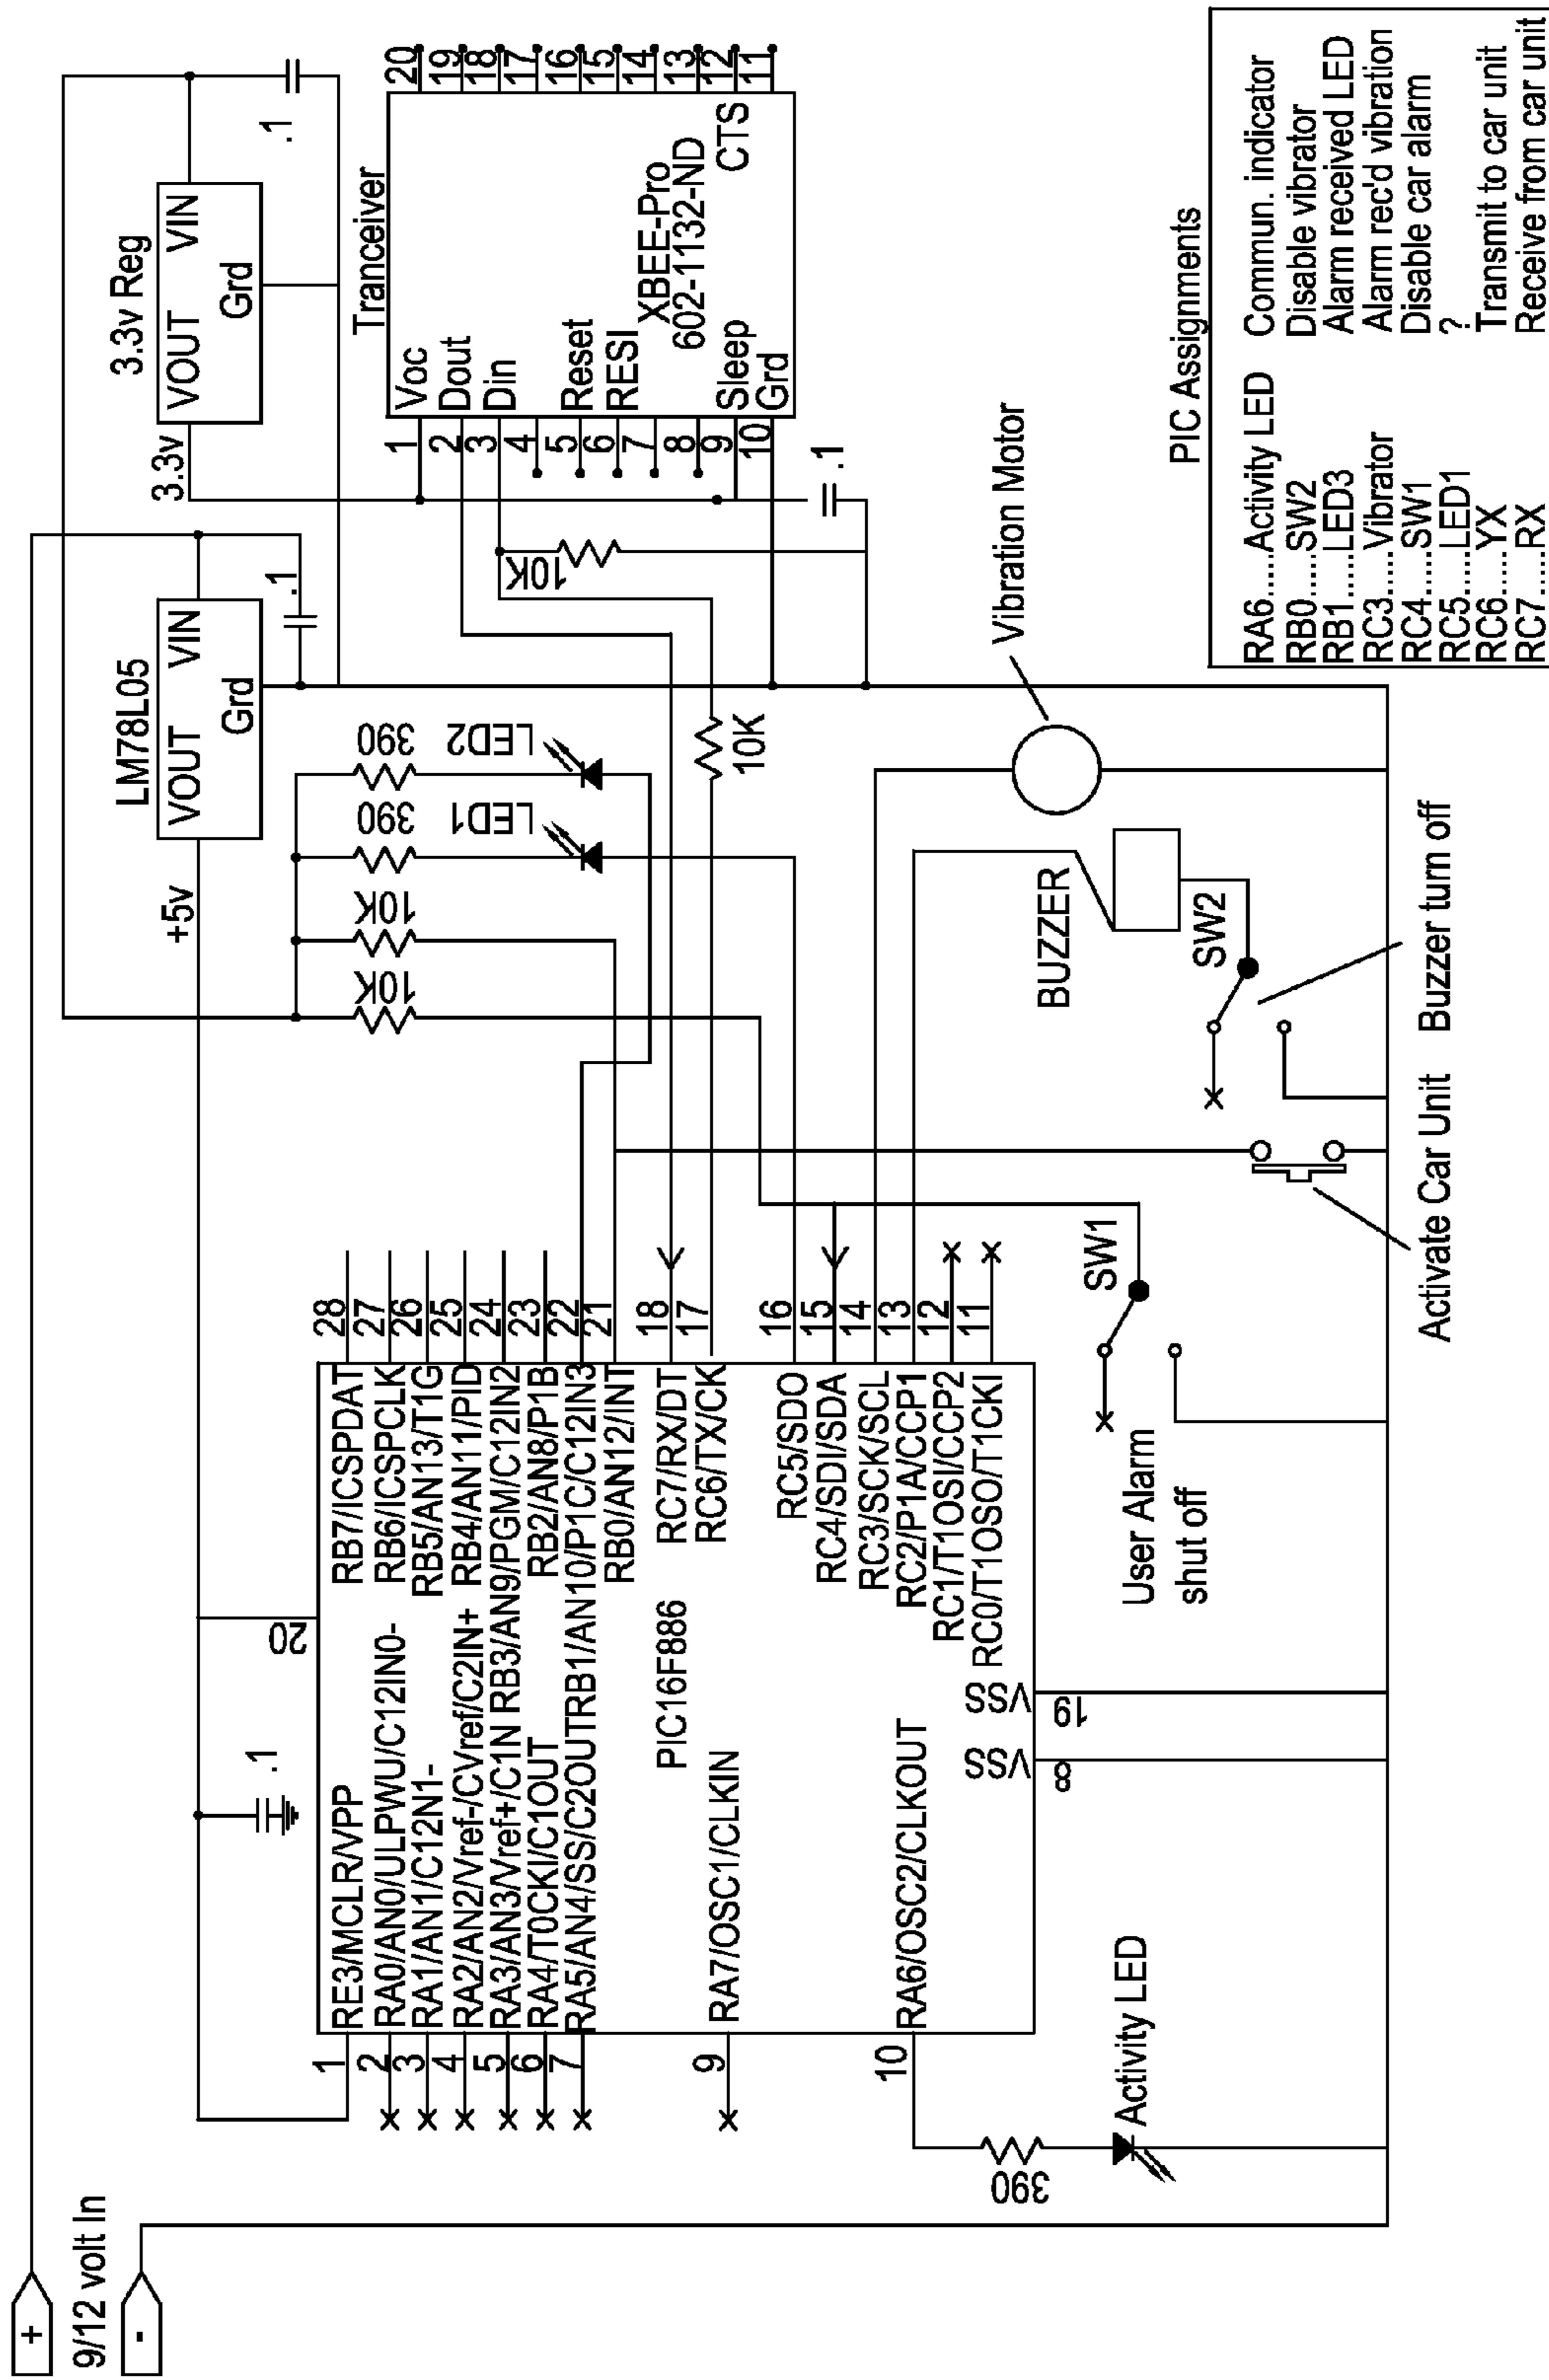 +
9/12 volt In
-
LM78L05
VOUT VIN
Grd
+5v
.1
3.3v Reg
VOUT VIN
Grd
3.3v
.1
.1
20
1 RE3/MCLR/VPP
2 RA0/AN0/ULPWU/C12IN0-
3 RA1/AN1/C12N1-
4 RA2/AN2/Vref-/CVref/C2IN+
5 RA3/AN3/Vref+/C1N
6 RA4/T0CKI/C1OUT
7 RA5/AN4/SS/C2OUT
9 RA7/OSC1/CLKIN
10 RA6/OSC2/CLKOUT
PIC16F886
RB7/ICSPDAT 28
RB6/ICSPCLK 27
RB5/AN13/T1G 26
RB4/AN11/PID 25
RB3/AN9/PGM/C12IN2 24
RB2/AN8/P1B 23
RB1/AN10/P1C/C12IN3 22
RB0/AN12/INT 21
RC7/RX/DT 18
RC6/TX/CK 17
RC5/SDO 16
RC4/SDI/SDA 15
RC3/SCK/SCL 14
RC2/P1A/CCP1 13
RC1/T1OSI/CCP2 12
RC0/T1OSO/T1CKI 11
VSS VSS
8 19
390
Activity LED
10K 10K 390 390
LED1 LED2
10K
10K
Tranceiver
1 Voc 20
2 Dout 19
3 Din 18
4 17
5 Reset 16
6 RESI 15
7 XBEE-Pro 14
8 602-1132-ND 13
9 Sleep CTS 12
10 Grd 11
.1
User Alarm
shut off
SW1
BUZZER
SW2
Vibration Motor
Activate Car Unit
Buzzer turn off
PIC Assignments
RA6.....Activity LED Commun. indicator
RB0.....SW2 Disable vibrator
RB1.....LED3 Alarm received LED
RC3.....Vibrator Alarm rec'd vibration
RC4.....SW1 Disable car alarm
RC5.....LED1 ?
RC6.....YX Transmit to car unit
RC7.....RX Receive from car unit